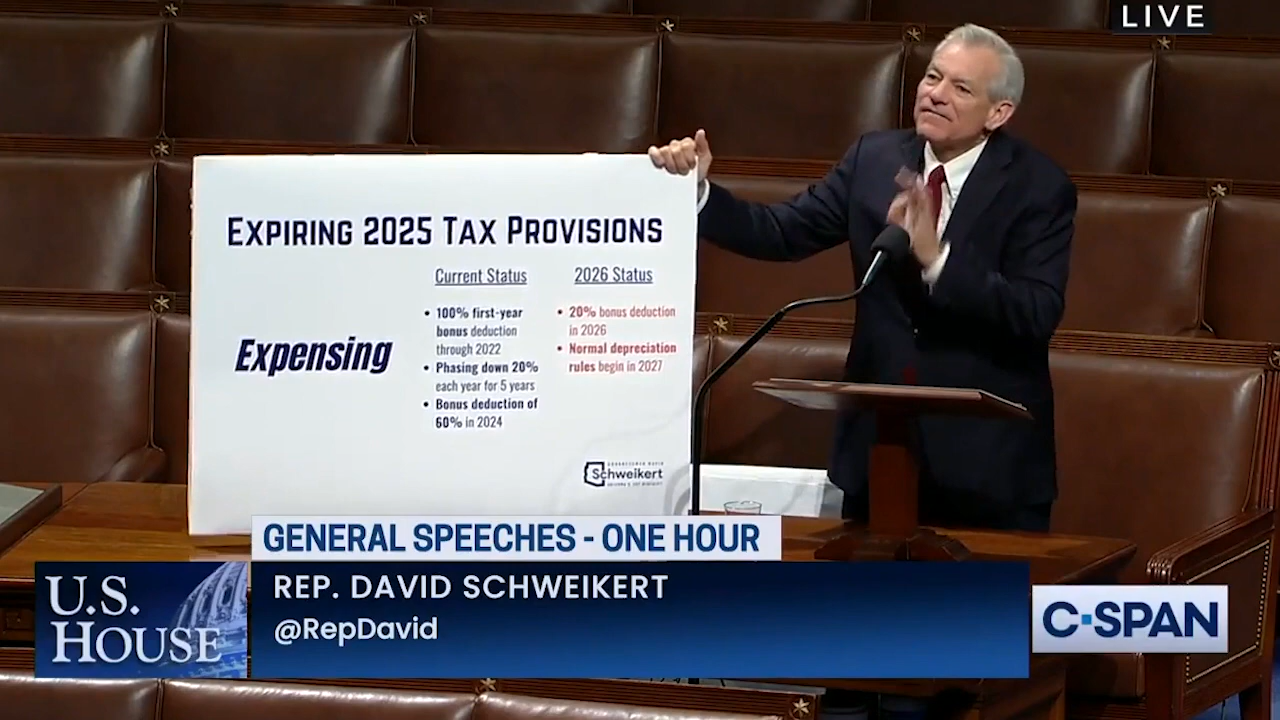 LIVE
EXPIRING 2025 TAX PROVISIONS
Current Status
2026 Status
Expensing
• 100% first-year
bonus deduction
through 2022
• Phasing down 20%
each year for 5 years
• Bonus deduction of
60% in 2024
• 20% bonus deduction
in 2026
• Normal depreciation
rules begin in 2027
CONGRESSMAN DAVID
Schweikert
GENERAL SPEECHES - ONE HOUR
U.S.
HOUSE
REP. DAVID SCHWEIKERT
@RepDavid
C-SPAN